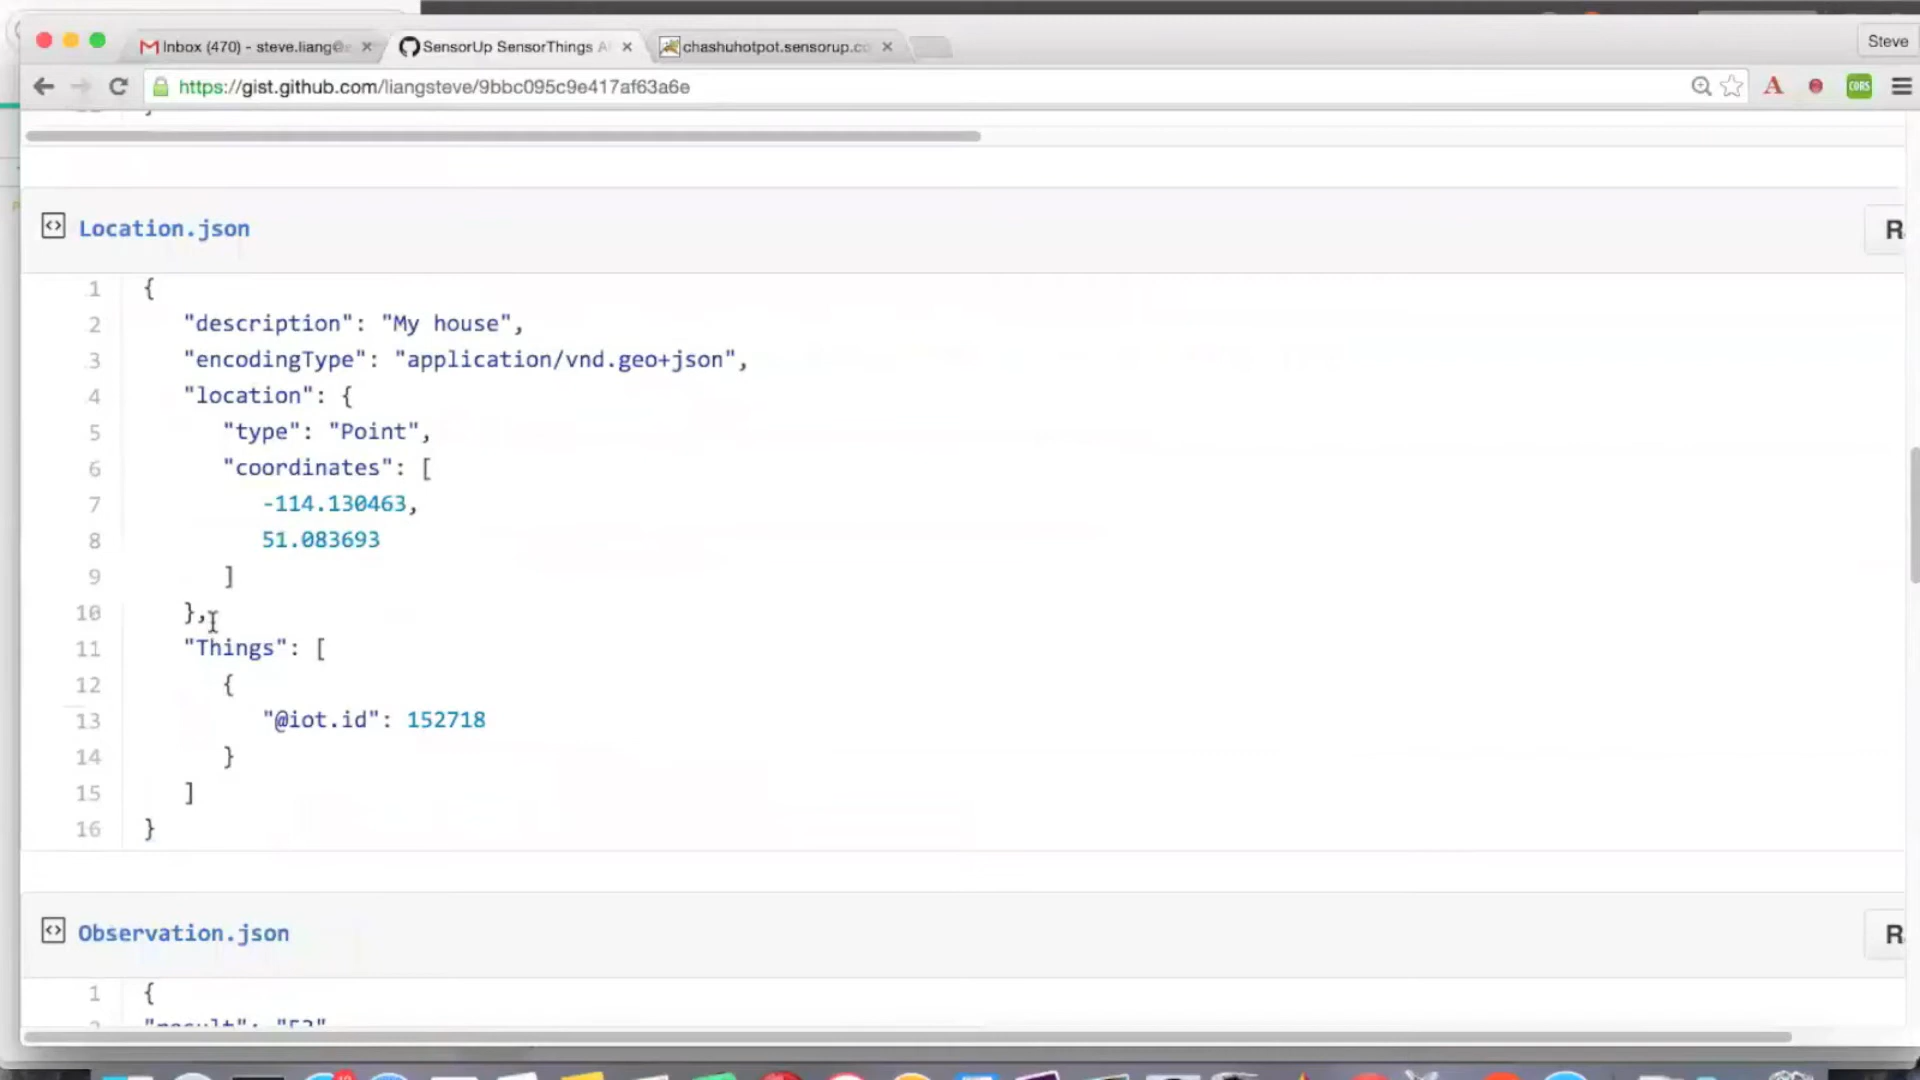 Inbox (470) - steve.liang@
SensorUp SensorThings A
chashuhotpot.sensorup.co
Steve
https://gist.github.com/liangsteve/9bbc095c9e417af63a6e
A
CORS
Location.json
R
1 {
2 "description": "My house",
3 "encodingType": "application/vnd.geo+json",
4 "location": {
5 "type": "Point",
6 "coordinates": [
7 -114.130463,
8 51.083693
9 ]
10 },
11 "Things": [
12 {
13 "@iot.id": 152718
14 }
15 ]
16 }
Observation.json
R
1 {
"result": "53"